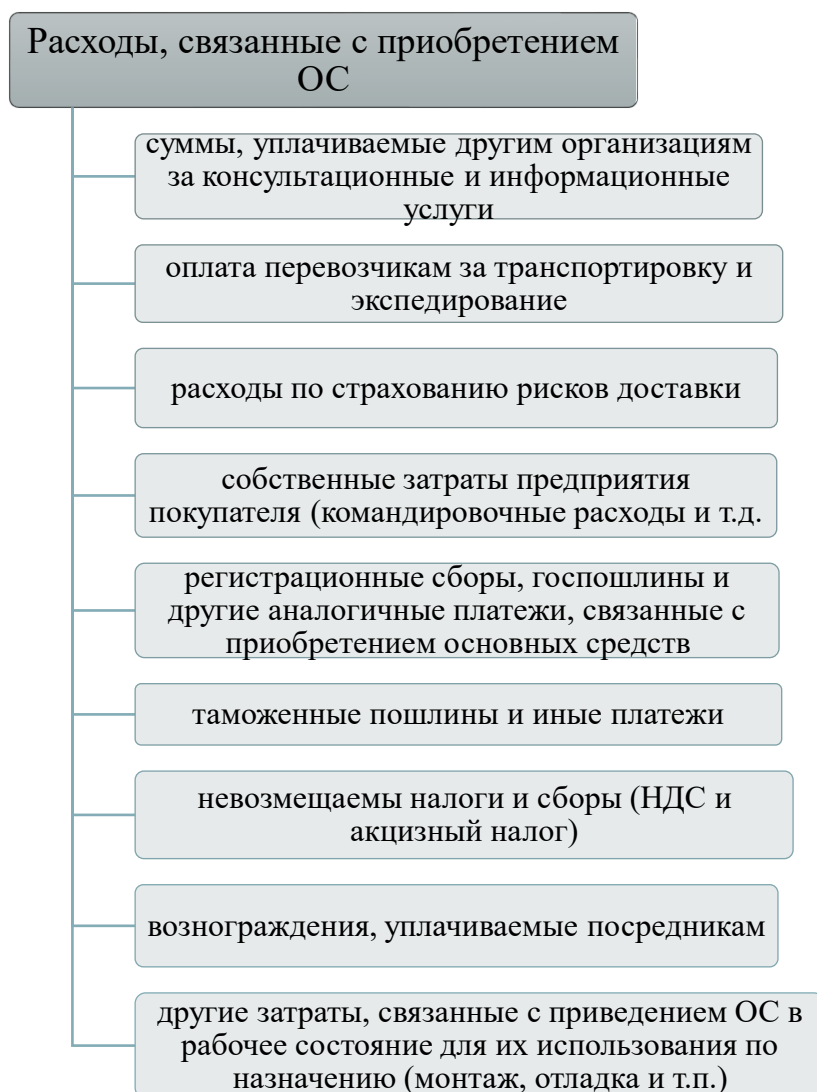 Расходы, связанные с приобретением
ОС
суммы, уплачиваемые другим организациям
за консультационные и информационные
услуги
оплата перевозчикам за транспортировку и
экспедирование
расходы по страхованию рисков доставки
собственные затраты предприятия
покупателя (командировочные расходы и т.д.
регистрационные сборы, госпошлины и
другие аналогичные платежи, связанные с
приобретением основных средств
таможенные пошлины и иные платежи
невозмещаемы налоги и сборы (НДС и
акцизный налог)
вознограждения, уплачиваемые посредникам
другие затраты, связанные с приведением ОС в
рабочее состояние для их использования по
назначению (монтаж, отладка и т.п.)